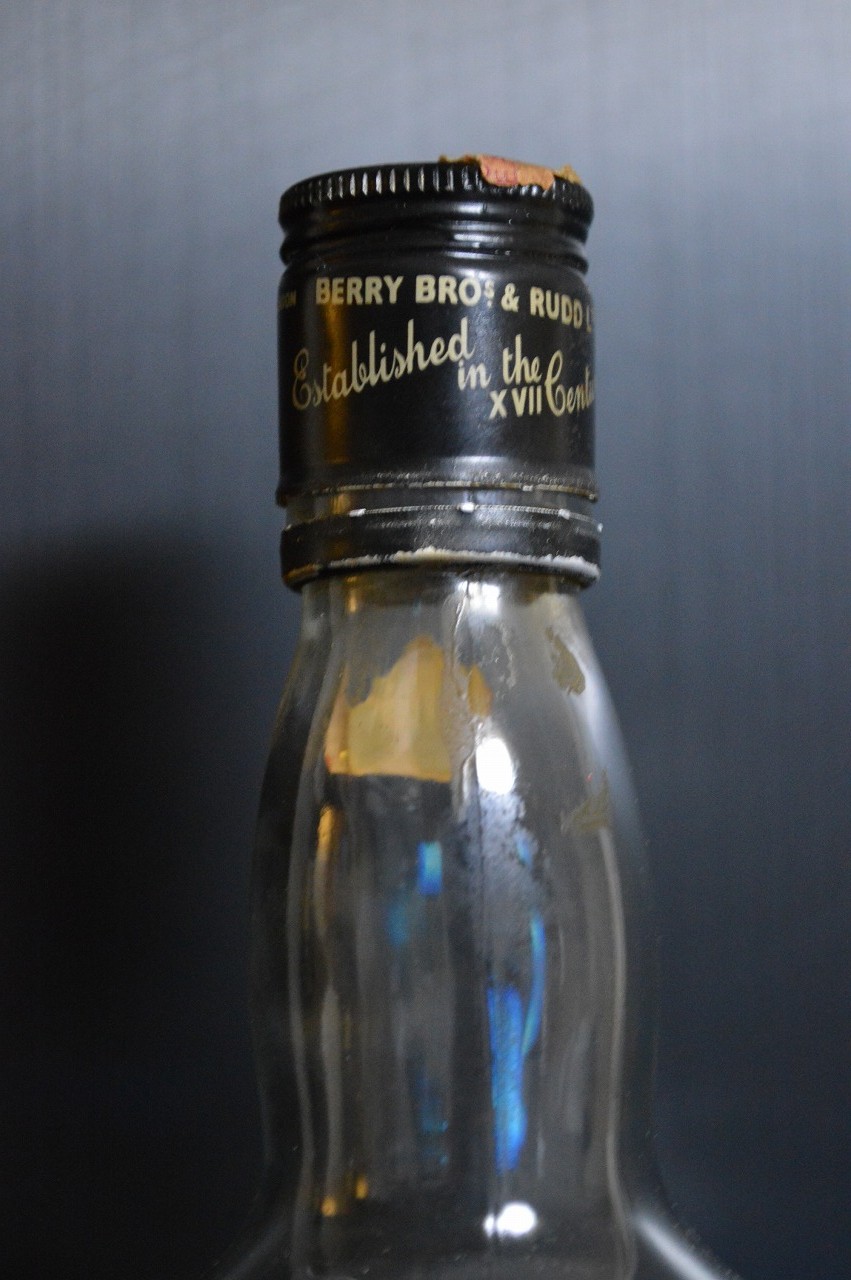 BERRY BROS & RUDD
Established
in the
XVII